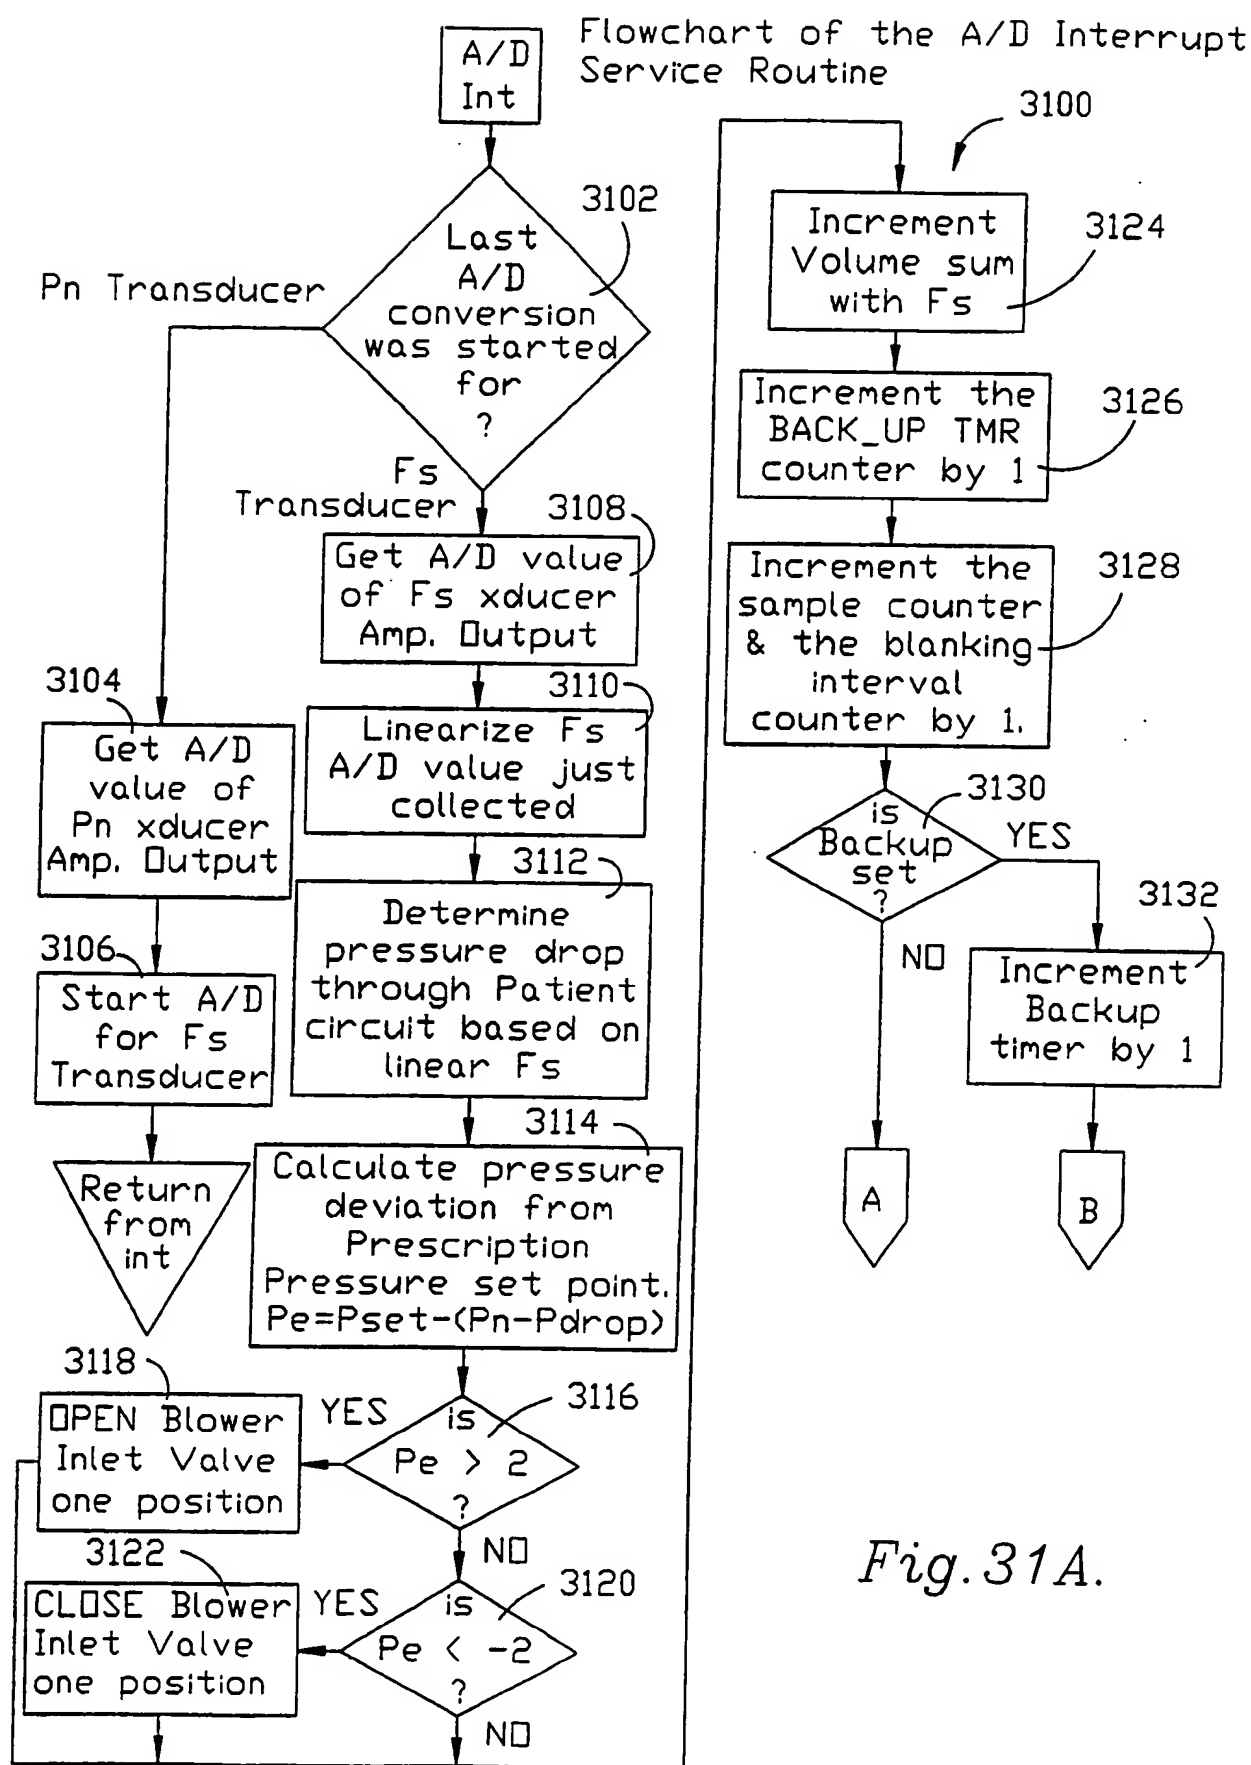 Flowchart of the A/D Interrupt
Service Routine
A/D
Int
3102
Last
A/D
conversion
was started
for
?
Pn Transducer
Fs
Transducer
3104
Get A/D
value of
Pn xducer
Amp. Output
3106
Start A/D
for Fs
Transducer
Return
from
int
3108
Get A/D value
of Fs xducer
Amp. Output
3110
Linearize Fs
A/D value just
collected
3112
Determine
pressure drop
through Patient
circuit based on
linear Fs
3114
Calculate pressure
deviation from
Prescription
Pressure set point.
Pe=Pset-(Pn-Pdrop)
3116
is
Pe > 2
?
YES
NO
3118
OPEN Blower
Inlet Valve
one position
3120
is
Pe < -2
?
YES
NO
3122
CLOSE Blower
Inlet Valve
one position
3100
3124
Increment
Volume sum
with Fs
3126
Increment the
BACK_UP TMR
counter by 1
3128
Increment the
sample counter
& the blanking
interval
counter by 1.
3130
is
Backup
set
?
YES
NO
3132
Increment
Backup
timer by 1
A
B
Fig. 31A.